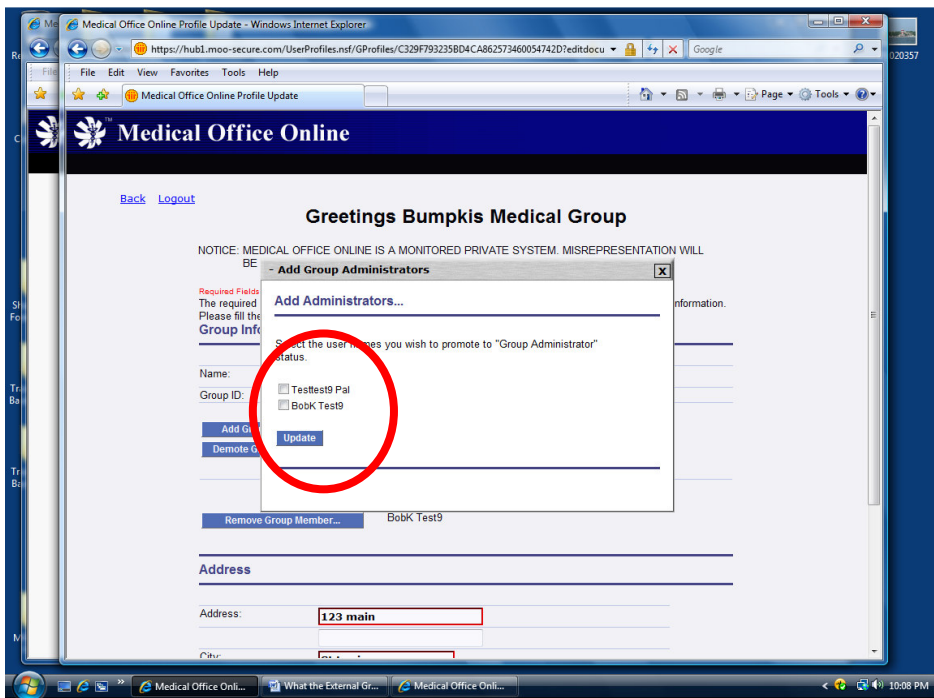 Medical Office Online Profile Update - Windows Internet Explorer
https://hub1.moo-secure.com/UserProfiles.nsf/GProfiles/C329F793235BD4CA862573460054742D?editdocu
Google
020357
File Edit View Favorites Tools Help
Medical Office Online Profile Update
Page Tools
Medical Office Online
TM
Back Logout
Greetings Bumpkis Medical Group
NOTICE: MEDICAL OFFICE ONLINE IS A MONITORED PRIVATE SYSTEM. MISREPRESENTATION WILL
BE
- Add Group Administrators
x
Required Fields
The required
nformation.
Please fill the
Group Info
Add Administrators...
Select the user names you wish to promote to "Group Administrator"
status.
Name:
Group ID:
Testtest9 Pal
BobK Test9
Update
Add G
Demote G
Remove Group Member...
BobK Test9
Address
Address:
123 main
City:
Medical Office Onli...
What the External Gr...
Medical Office Onli...
10:08 PM